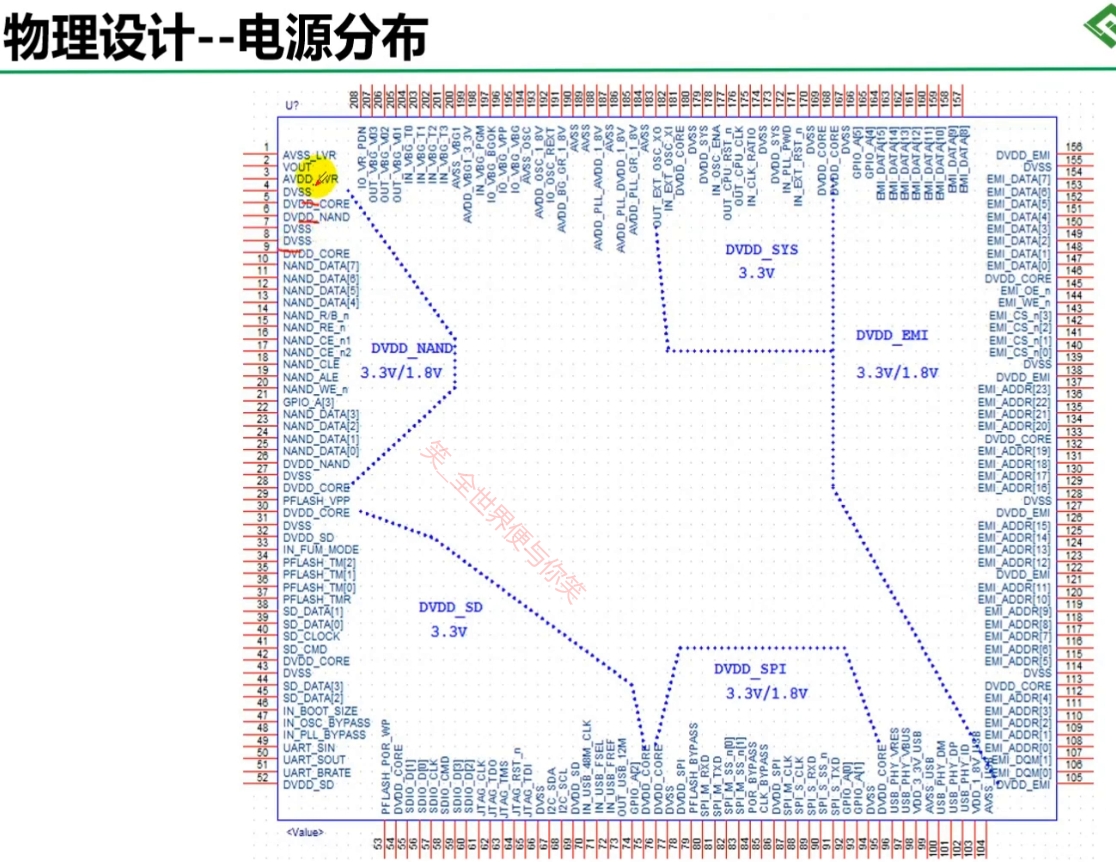 物理设计--电源分布
U?
208 207 206 205 204 203 202 201 200 199 198 197 196 195 194 193 192 191 190 189 188 187 186 185 184 183 182 181 180 179 178 177 176 175 174 173 172 171 170 169 168 167 166 165 164 163 162 161 160 159 158 157
IO_VR_PDN
OUT_VBG_V03
OUT_VBG_V02
OUT_VBG_V01
IN_VBG_T0
IN_VBG_T1
IN_VBG_T2
IN_VBG_T3
AVSS_VBG1
AVDD_VBGT_3_3V
IN_VBG_PGM
IO_VBG_BGOK
IO_VBG_VPP
IN_VBG_VBG
AVSS_OSC
AVDD_OSC_1_8V
IO_OSC_REXT
AVDD_BG_GR_1_8V
AVSS
AVSS
AVDD_PLL_AVDD_1_8V
AVSS
AVDD_PLL_DVDD_1_8V
AVDD_PLL_GR_1_8V
AVSS
OUT_EXT_OSC_XO
IN_EXT_OSC_XI
DVDD_CORE
DVSS
DVDD_SYS
IN_OSC_ENA
OUT_CPU_RST_n
OUT_CPU_CLK
IN_CLK_RATIO
DVSS
DVDD_SYS
IN_PLL_PWD
IN_EXT_RST_n
DVSS
DVDD_CORE
DVDD_CORE
DVSS
GPIO_A[5]
GPIO_A[4]
EMI_DATA[15]
EMI_DATA[14]
EMI_DATA[13]
EMI_DATA[12]
EMI_DATA[11]
EMI_DATA[10]
EMI_DATA[9]
EMI_DATA[8]
1 AVSS_LVR
2 VOUT
3 AVDD_LVR
4 DVSS
5 DVDD_CORE
6 DVDD_NAND
7 DVSS
8 DVSS
9 DVDD_CORE
10 NAND_DATA[7]
11 NAND_DATA[6]
12 NAND_DATA[5]
13 NAND_DATA[4]
14 NAND_R/B_n
15 NAND_RE_n
16 NAND_CE_n1
17 NAND_CE_n2
18 NAND_CLE
19 NAND_ALE
20 NAND_WE_n
21 GPIO_A[3]
22 NAND_DATA[3]
23 NAND_DATA[2]
24 NAND_DATA[1]
25 NAND_DATA[0]
26 DVDD_NAND
27 DVSS
28 DVDD_CORE
29 PFLASH_VPP
30 DVDD_CORE
31 DVSS
32 DVDD_SD
33 IN_FUM_MODE
34 PFLASH_TM[2]
35 PFLASH_TM[1]
36 PFLASH_TM[0]
37 PFLASH_TMR
38 SD_DATA[1]
39 SD_DATA[0]
40 SD_CLOCK
41 SD_CMD
42 DVDD_CORE
43 DVSS
44 SD_DATA[3]
45 SD_DATA[2]
46 IN_BOOT_SIZE
47 IN_OSC_BYPASS
48 IN_PLL_BYPASS
49 UART_SIN
50 UART_SOUT
51 UART_BRATE
52 DVDD_SD
DVDD_SYS
3.3V
DVDD_NAND
3.3V/1.8V
DVDD_EMI
3.3V/1.8V
笑_全世界便与你笑
DVDD_SD
3.3V
DVDD_SPI
3.3V/1.8V
DVDD_EMI 156
DVSS 155
EMI_DATA[7] 154
EMI_DATA[6] 153
EMI_DATA[5] 152
EMI_DATA[4] 151
EMI_DATA[3] 150
EMI_DATA[2] 149
EMI_DATA[1] 148
EMI_DATA[0] 147
DVDD_CORE 146
EMI_OE_n 145
EMI_WE_n 144
EMI_CS_n[3] 143
EMI_CS_n[2] 142
EMI_CS_n[1] 141
EMI_CS_n[0] 140
DVSS 139
DVDD_EMI 138
EMI_ADDR[23] 137
EMI_ADDR[22] 136
EMI_ADDR[21] 135
EMI_ADDR[20] 134
DVDD_CORE 133
EMI_ADDR[19] 132
EMI_ADDR[18] 131
EMI_ADDR[17] 130
EMI_ADDR[16] 129
DVSS 128
DVDD_EMI 127
EMI_ADDR[15] 126
EMI_ADDR[14] 125
EMI_ADDR[13] 124
EMI_ADDR[12] 123
DVDD_EMI 122
EMI_ADDR[11] 121
EMI_ADDR[10] 120
EMI_ADDR[9] 119
EMI_ADDR[8] 118
EMI_ADDR[7] 117
EMI_ADDR[6] 116
EMI_ADDR[5] 115
DVSS 114
DVDD_CORE 113
EMI_ADDR[4] 112
EMI_ADDR[3] 111
EMI_ADDR[2] 110
EMI_ADDR[1] 109
EMI_ADDR[0] 108
EMI_DQM[1] 107
EMI_DQM[0] 106
DVDD_EMI 105
PFLASH_POR_WP
DVDD_CORE
SDIO_D[1]
SDIO_D[0]
SDIO_CLK
SDIO_CMD
SDIO_D[3]
SDIO_D[2]
JTAG_CLK
JTAG_TDO
JTAG_TMS
JTAG_RST_n
JTAG_TDI
DVSS
I2C_SDA
I2C_SCL
DVDD_SD
IN_USB_48M_CLK
IN_USB_FSEL
IN_USB_FREF
OUT_USB_12M
GPIO_A[2]
DVDD_CORE
DVDD_CORE
DVSS
DVDD_SPI
PFLASH_BYPASS
SPI_M_RXD
SPI_M_TXD
SPI_M_SS_n[0]
SPI_M_SS_n[1]
POR_BYPASS
CLK_BYPASS
DVDD_SPI
SPI_M_CLK
SPI_S_CLK
SPI_S_RXD
SPI_S_SS_n
SPI_S_TXD
GPIO_A[0]
GPIO_A[1]
DVSS
DVDD_CORE
USB_PHY_VRES
USB_PHY_VBUS
VDD_3_3V_USB
AVSS_USB
USB_PHY_DM
USB_PHY_DP
USB_PHY_ID
VDD_1_8V_USB
<Value>
53 54 55 56 57 58 59 60 61 62 63 64 65 66 67 68 69 70 71 72 73 74 75 76 77 78 79 80 81 82 83 84 85 86 87 88 89 90 91 92 93 94 95 96 97 98 99 100 101 102 103 104